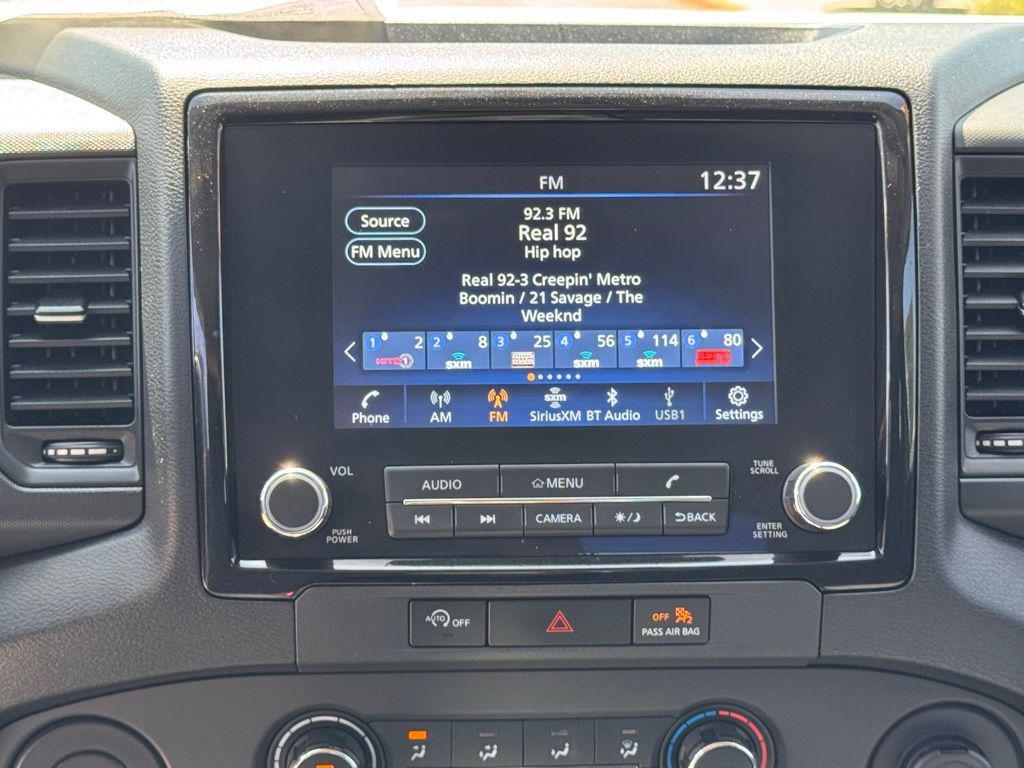 FM
12:37
Source
FM Menu
92.3 FM
Real 92
Hip hop
Real 92-3 Creepin' Metro
Boomin / 21 Savage / The
Weeknd
1 2
2 8
sxm
3 25
4 56
sxm
5 114
sxm
6 80
Phone
AM
FM
sxm
SiriusXM
BT Audio
USB1
Settings
VOL
PUSH
POWER
AUDIO
MENU
CAMERA
BACK
TUNE
SCROLL
ENTER
SETTING
AUTO OFF
OFF 2
PASS AIR BAG